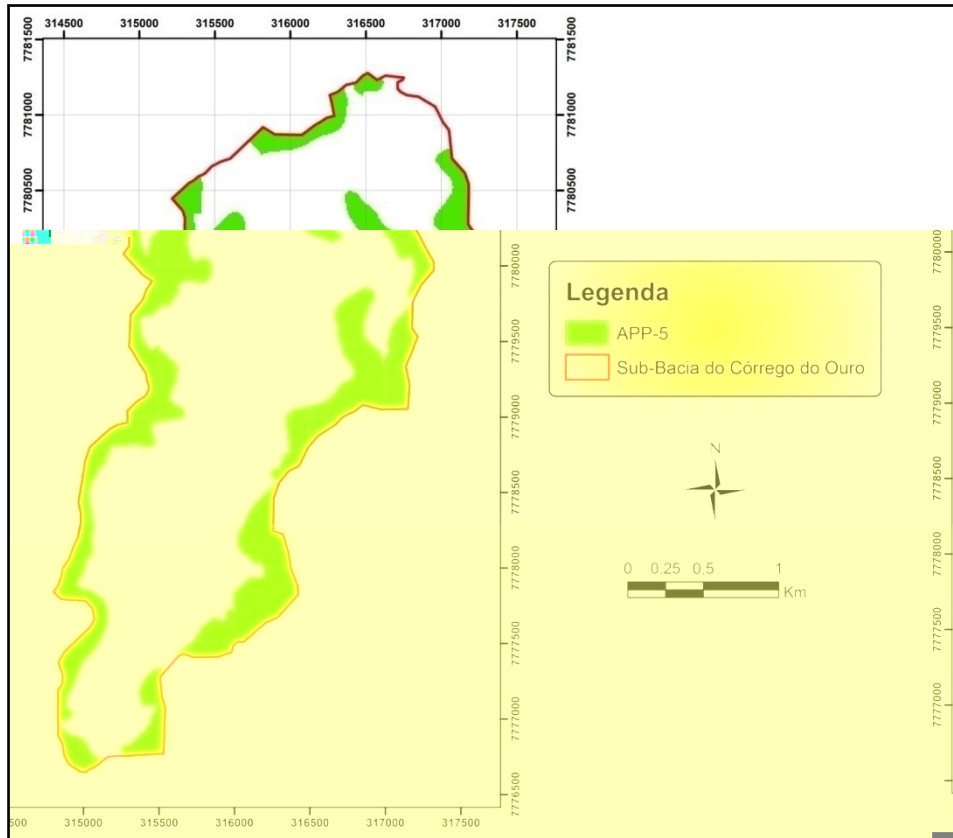 314500 315000 315500 316000 316500 317000 317500
7781500 7781500
7781000 7781000
7780500 7780500
7780000 7780000
Legenda
APP-5
Sub-Bacia do Córrego do Ouro
7779500 7779500
7779000 7779000
N
7778500 7778500
7778000 7778000
0 0,25 0,5 1
Km
7777500 7777500
7777000 7777000
7776500
500 315000 315500 316000 316500 317000 317500